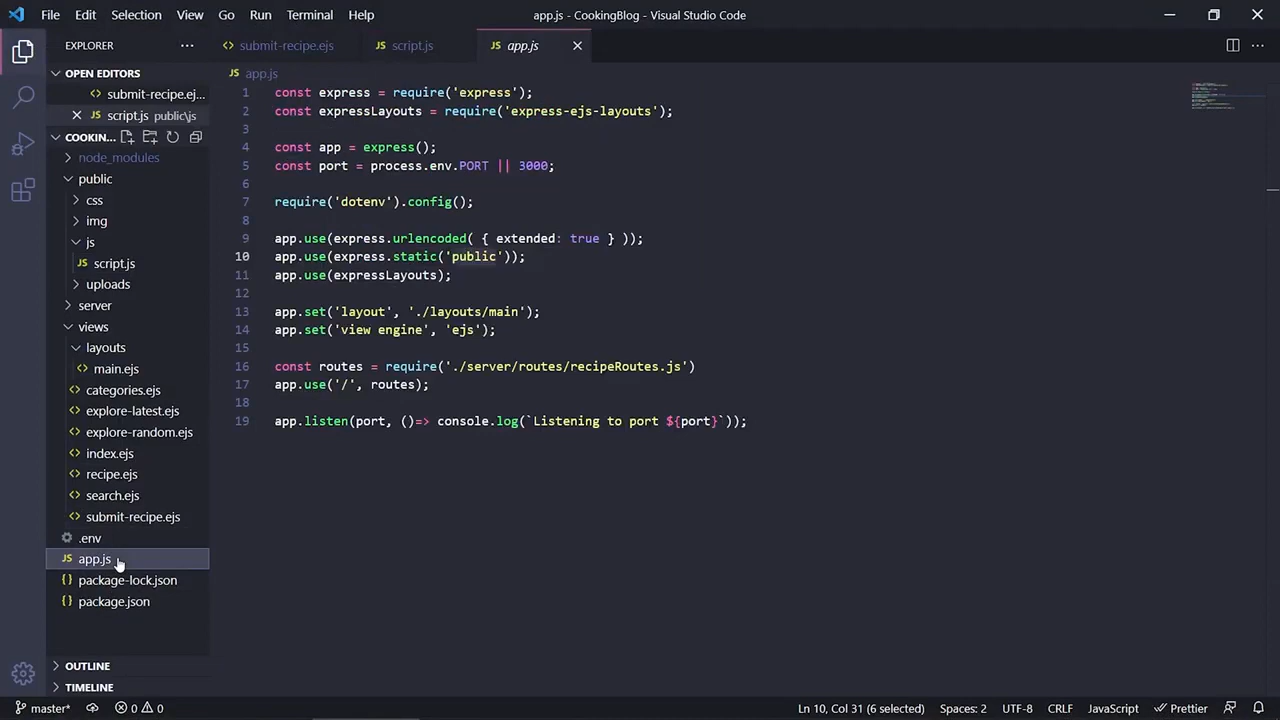 File Edit Selection View Go Run Terminal Help
app.js - CookingBlog - Visual Studio Code
EXPLORER
OPEN EDITORS
submit-recipe.ej...
script.js public\js
COOKIN...
node_modules
public
css
img
js
JS script.js
uploads
server
views
layouts
<> main.ejs
<> categories.ejs
<> explore-latest.ejs
<> explore-random.ejs
<> index.ejs
<> recipe.ejs
<> search.ejs
<> submit-recipe.ejs
.env
JS app.js
{} package-lock.json
{} package.json
OUTLINE
TIMELINE
<> submit-recipe.ejs JS script.js JS app.js
JS app.js
1 const express = require('express');
2 const expressLayouts = require('express-ejs-layouts');
3
4 const app = express();
5 const port = process.env.PORT || 3000;
6
7 require('dotenv').config();
8
9 app.use(express.urlencoded( { extended: true } ));
10 app.use(express.static('public'));
11 app.use(expressLayouts);
12
13 app.set('layout', './layouts/main');
14 app.set('view engine', 'ejs');
15
16 const routes = require('./server/routes/recipeRoutes.js')
17 app.use('/', routes);
18
19 app.listen(port, ()=> console.log(`Listening to port ${port}`));
master* 0 0 Ln 10, Col 31 (6 selected) Spaces: 2 UTF-8 CRLF JavaScript Prettier